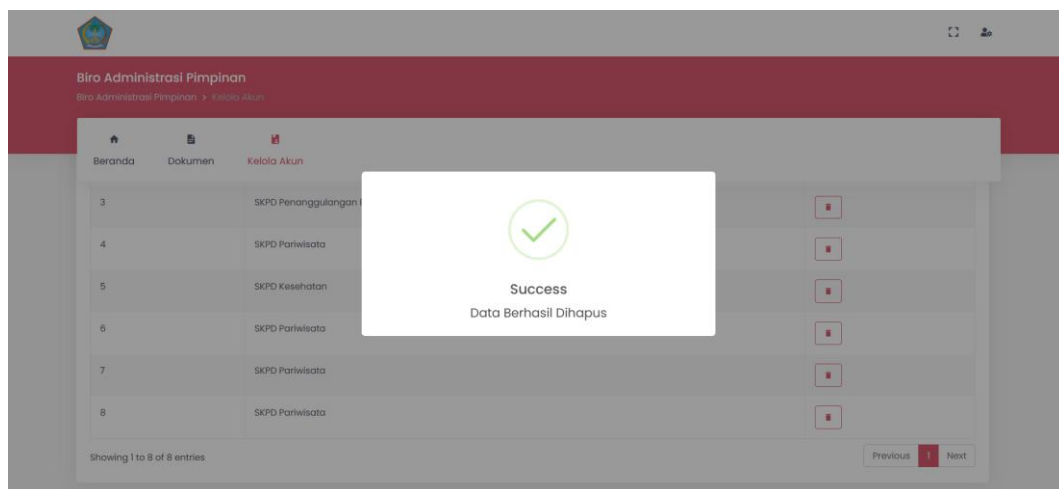 Biro Administrasi Pimpinan
Biro Administrasi Pimpinan > Kelola Akun
Beranda Dokumen Kelola Akun
3 SKPD Penanggulangan
4 SKPD Pariwisata
5 SKPD Kesehatan
6 SKPD Pariwisata
7 SKPD Pariwisata
8 SKPD Pariwisata
Success
Data Berhasil Dihapus
Showing 1 to 8 of 8 entries
Previous 1 Next